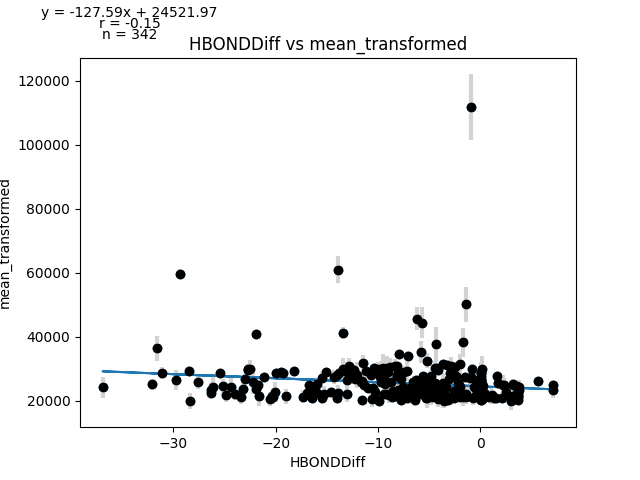 y = -127.59x + 24521.97
r = -0.15
n = 342
HBONDDiff vs mean_transformed
120000
100000
80000
60000
40000
20000
mean_transformed
−30
−20
−10
0
HBONDDiff